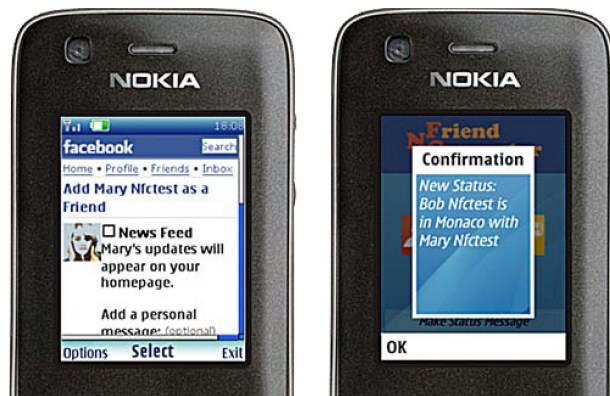 NOKIA
18:08
facebook
Search
Home • Profile • Friends • Inbox
Add Mary Nfctest as a
Friend
News Feed
Mary's updates will
appear on your
homepage.
Add a personal
message: (optional)
Options Select Exit
NOKIA
Friend
Confirmation
New Status:
Bob Nfctest is
in Monaco with
Mary Nfctest
Make Status Message
OK